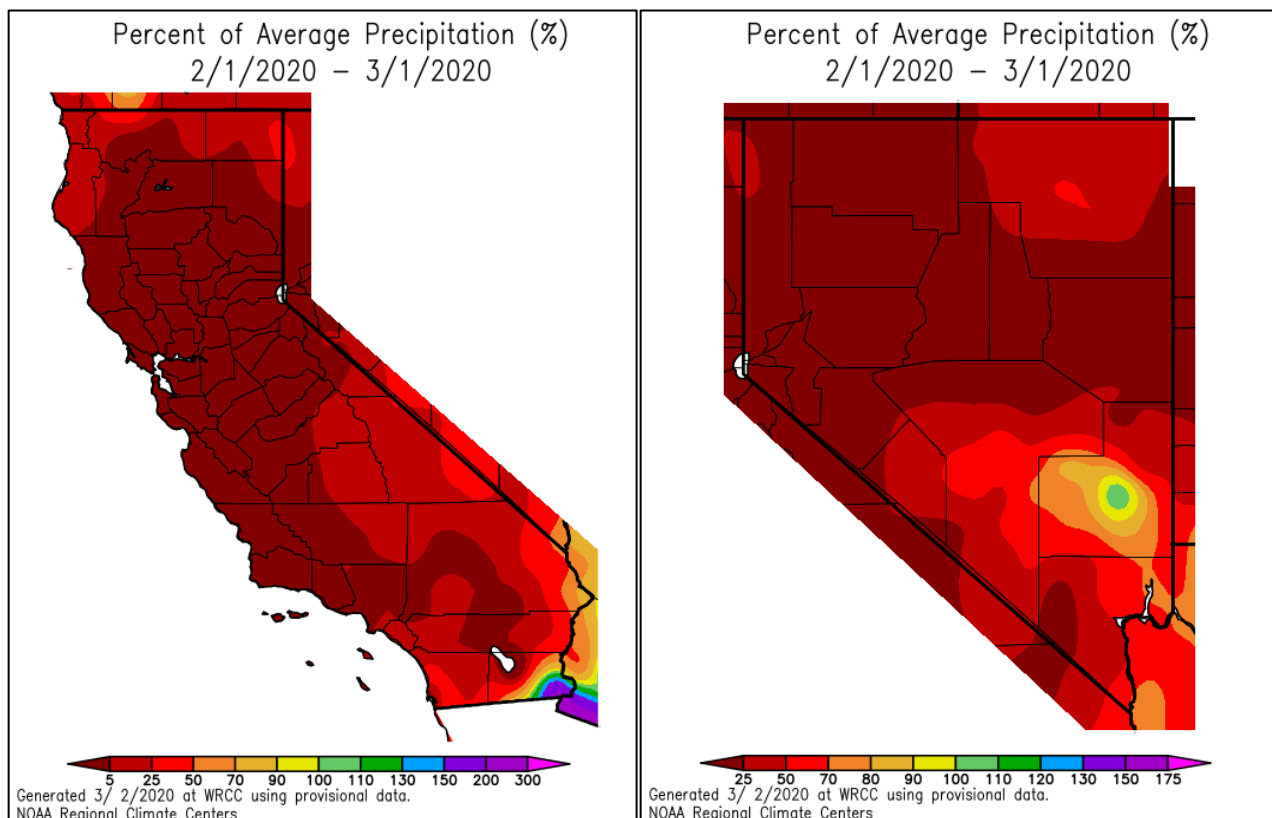 Percent of Average Precipitation (%)
2/1/2020 – 3/1/2020
5 25 50 70 90 100 110 130 150 200 300
Generated 3/ 2/2020 at WRCC using provisional data.
NOAA Regional Climate Centers
Percent of Average Precipitation (%)
2/1/2020 – 3/1/2020
25 50 70 80 90 100 110 120 130 150 175
Generated 3/ 2/2020 at WRCC using provisional data.
NOAA Regional Climate Centers